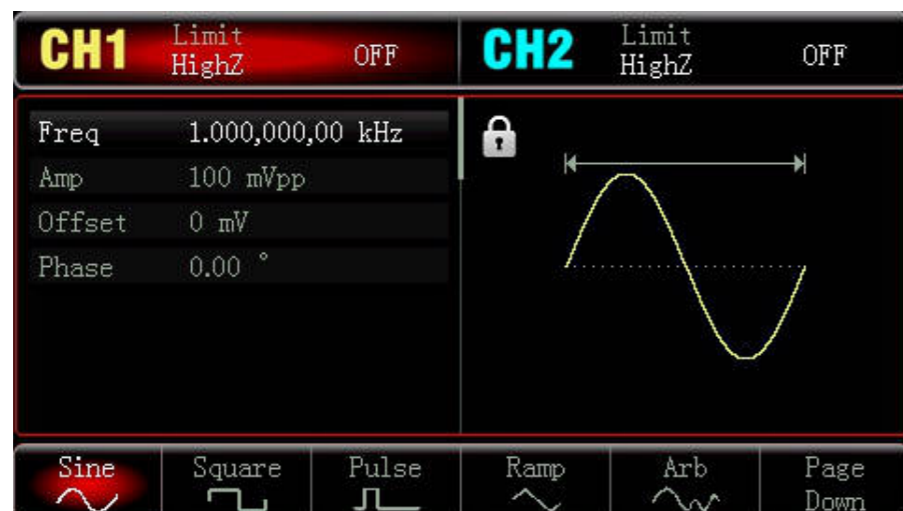 CH1 Limit HighZ OFF
CH2 Limit HighZ OFF
Freq 1.000,000,00 kHz
Amp 100 mVpp
Offset 0 mV
Phase 0.00 °
Sine Square Pulse Ramp Arb Page Down